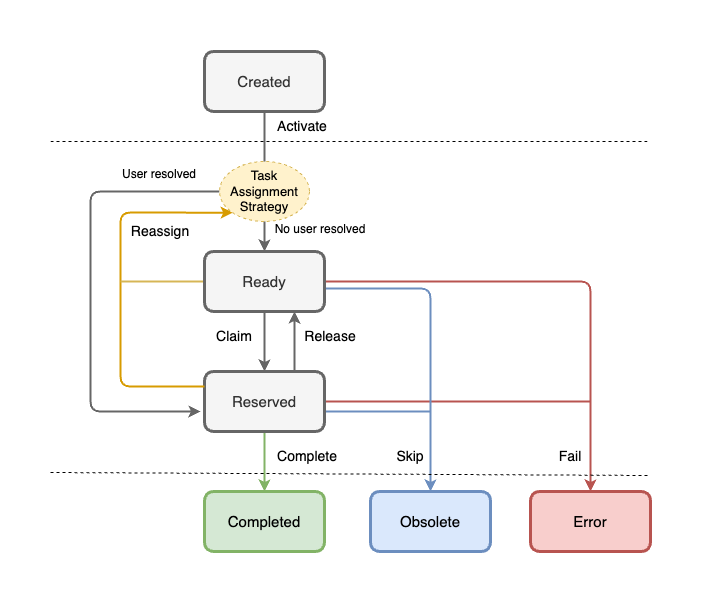 Created
Activate
User resolved
Task
Assignment
Strategy
Reassign
No user resolved
Ready
Claim
Release
Reserved
Complete
Skip
Fail
Completed
Obsolete
Error